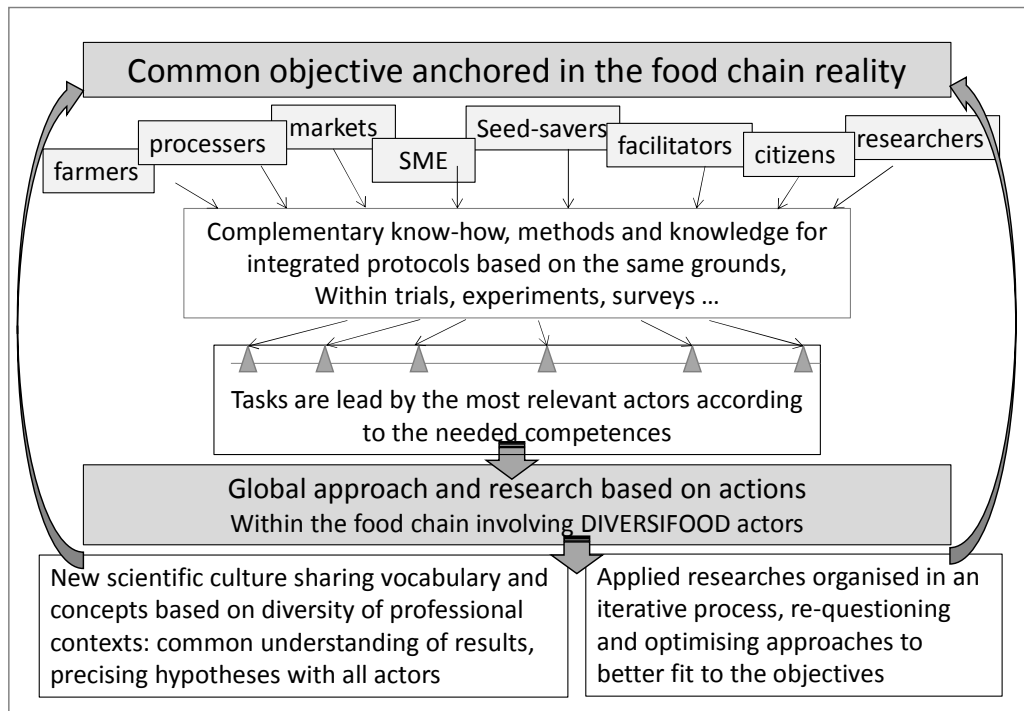 Common objective anchored in the food chain reality
farmers
processers
markets
SME
Seed-savers
facilitators
citizens
researchers
Complementary know-how, methods and knowledge for
integrated protocols based on the same grounds,
Within trials, experiments, surveys ...
Tasks are lead by the most relevant actors according
to the needed competences
Global approach and research based on actions
Within the food chain involving DIVERSIFOOD actors
New scientific culture sharing vocabulary and
concepts based on diversity of professional
contexts: common understanding of results,
precising hypotheses with all actors
Applied researches organised in an
iterative process, re-questioning
and optimising approaches to
better fit to the objectives